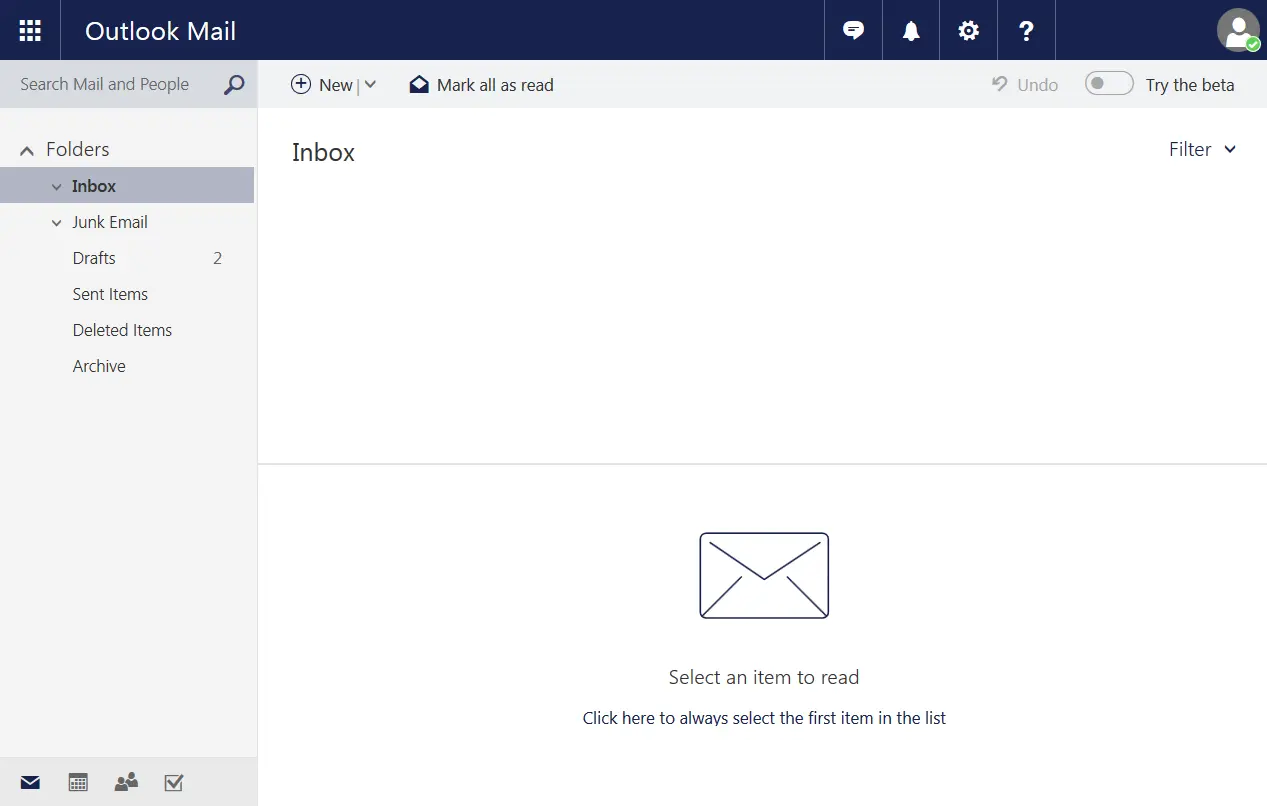 Outlook Mail
?
Search Mail and People
New | Mark all as read
Undo
Try the beta
Folders
Inbox
Junk Email
Drafts 2
Sent Items
Deleted Items
Archive
Inbox
Filter
Select an item to read
Click here to always select the first item in the list